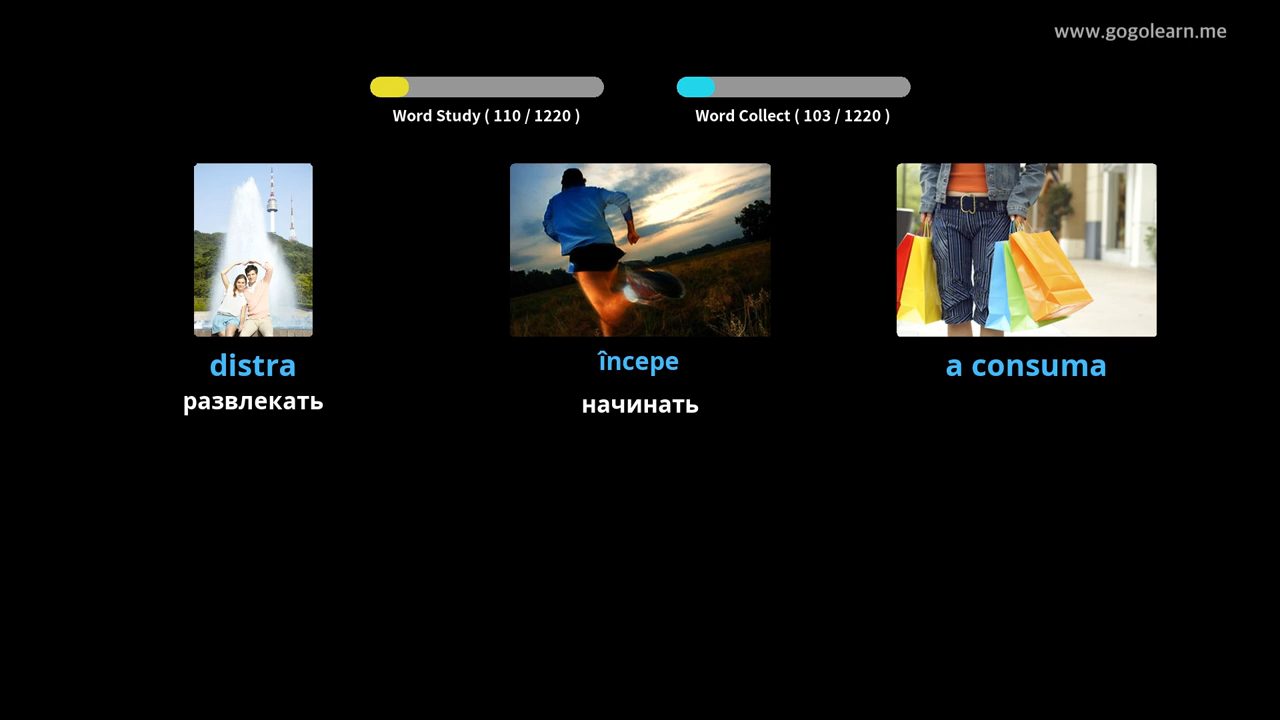 www.gogolearn.me
Word Study ( 110 / 1220 )
Word Collect ( 103 / 1220 )
distra
развлекать
începe
начинать
a consuma